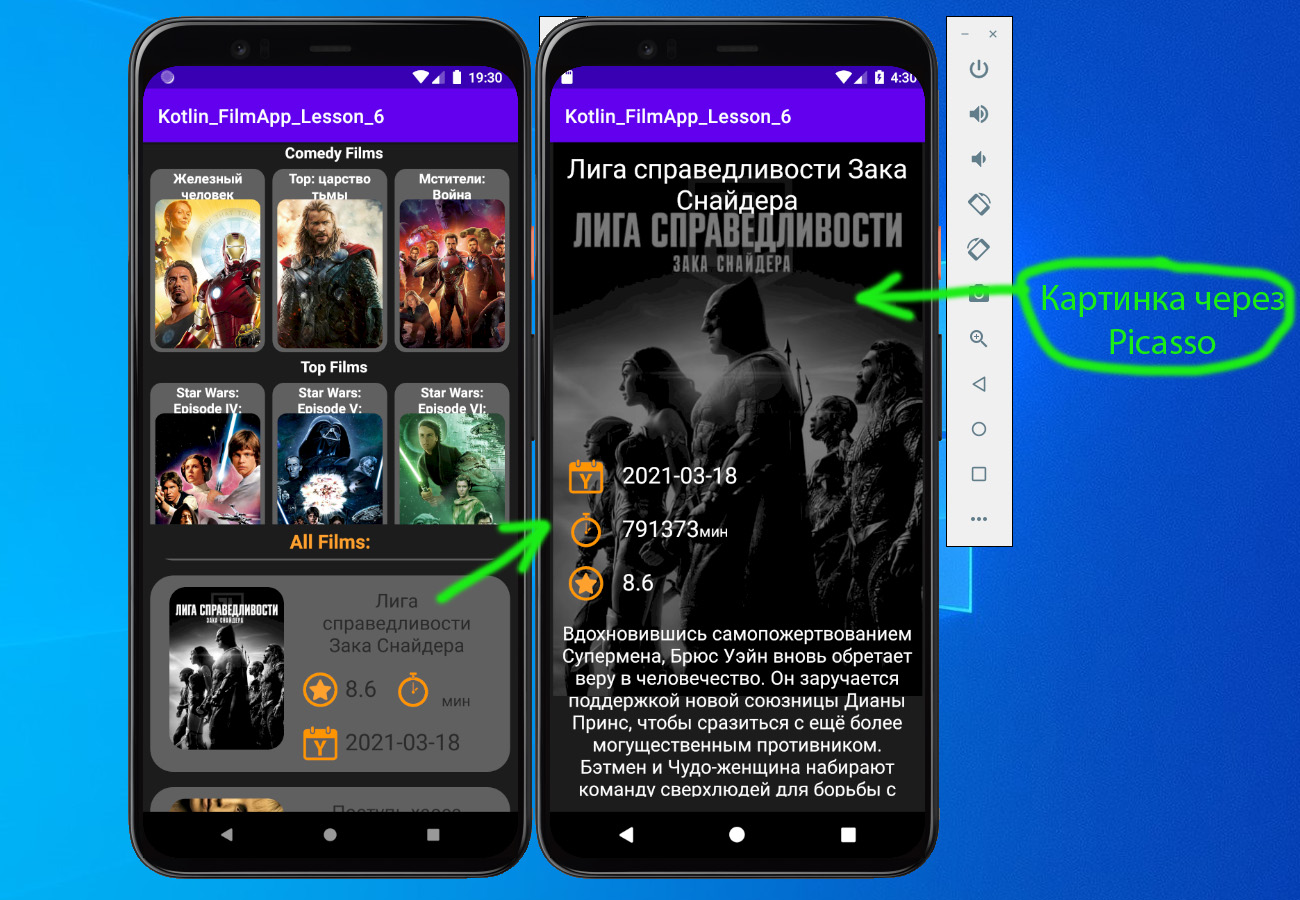 19:30
Kotlin_FilmApp_Lesson_6
Comedy Films
Железный
человек
Тор: царство
тьмы
Мстители:
Война
Top Films
Star Wars:
Episode IV:
Star Wars:
Episode V:
Star Wars:
Episode VI:
All Films:
ЛИГА СПРАВЕДЛИВОСТИ
ЗАКА СНАЙДЕРА
Лига
справедливости
Зака Снайдера
8.6
мин
Y
2021-03-18
Поступь хаоса
4:30
Kotlin_FilmApp_Lesson_6
Лига справедливости Зака
Снайдера
ЛИГА СПРАВЕДЛИВОСТИ
ЗАКА СНАЙДЕРА
Y
2021-03-18
791373мин
8.6
Вдохновившись самопожертвованием
Супермена, Брюс Уэйн вновь обретает
веру в человечество. Он заручается
поддержкой новой союзницы Дианы
Принс, чтобы сразиться с ещё более
могущественным противником.
Бэтмен и Чудо-женщина набирают
команду сверхлюдей для борьбы с
Картинка через
Picasso